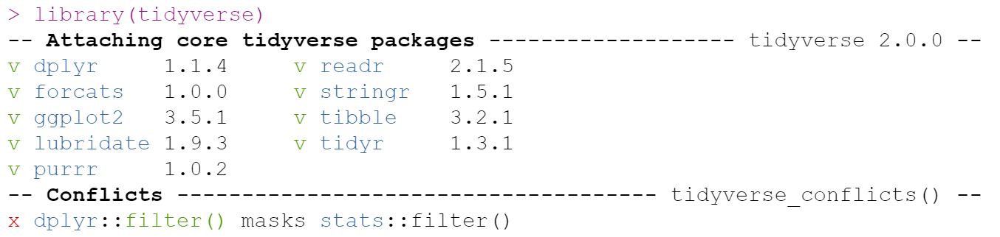 > library(tidyverse)
-- Attaching core tidyverse packages ------------------- tidyverse 2.0.0 --
v dplyr     1.1.4     v readr     2.1.5
v forcats   1.0.0     v stringr   1.5.1
v ggplot2   3.5.1     v tibble    3.2.1
v lubridate 1.9.3     v tidyr     1.3.1
v purrr     1.0.2
-- Conflicts ------------------------------------- tidyverse_conflicts() --
x dplyr::filter() masks stats::filter()